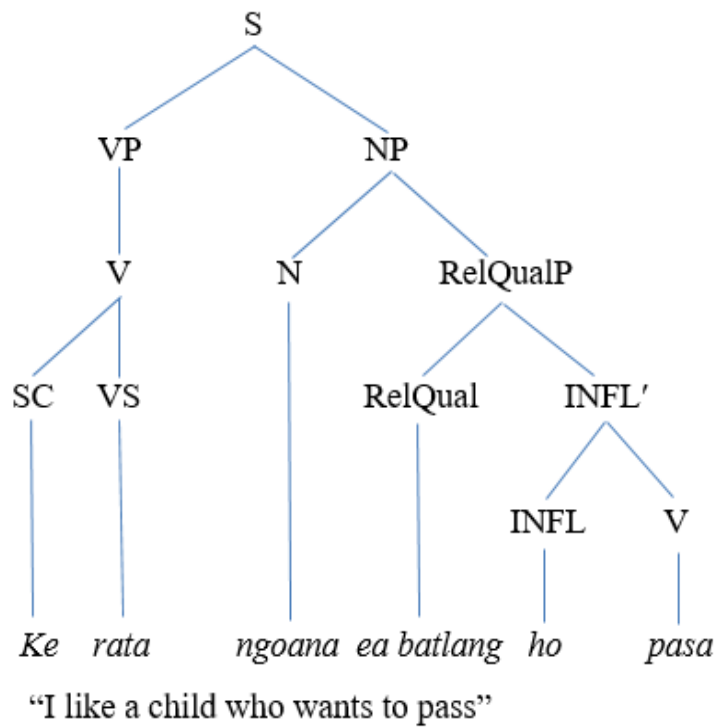 S
VP NP
V N RelQualP
SC VS RelQual INFL′
INFL V
Ke rata ngoana ea batlang ho pasa
“I like a child who wants to pass”